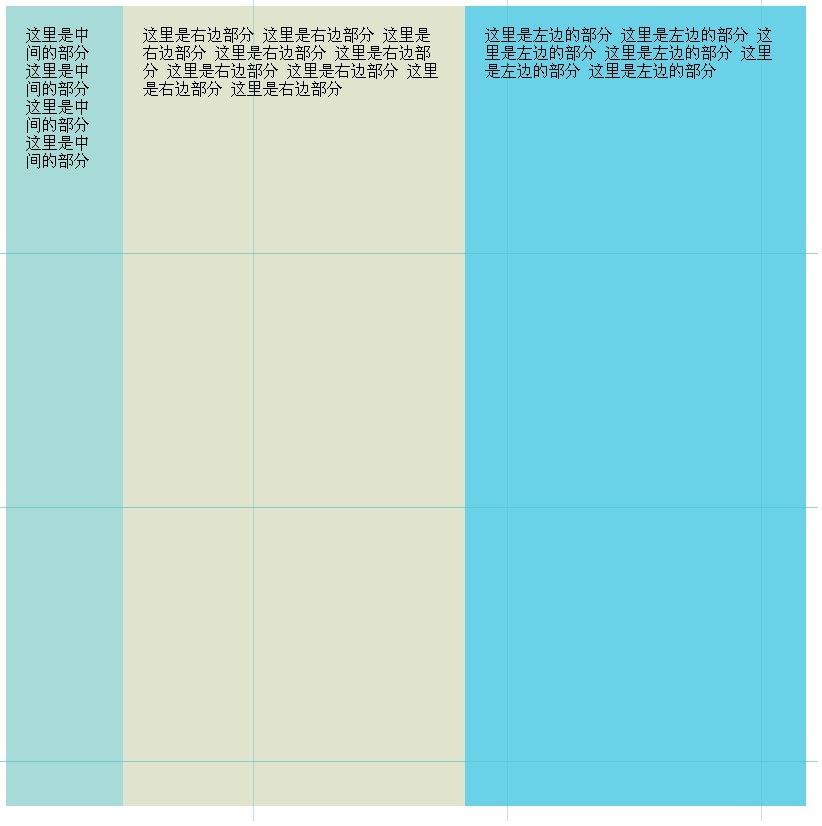 这里是中
间的部分
这里是中
间的部分
这里是中
间的部分
这里是中
间的部分
这里是右边部分 这里是右边部分 这里是
右边部分 这里是右边部分 这里是右边部
分 这里是右边部分 这里是右边部分 这里
是右边部分 这里是右边部分
这里是左边的部分 这里是左边的部分 这
里是左边的部分 这里是左边的部分 这里
是左边的部分 这里是左边的部分